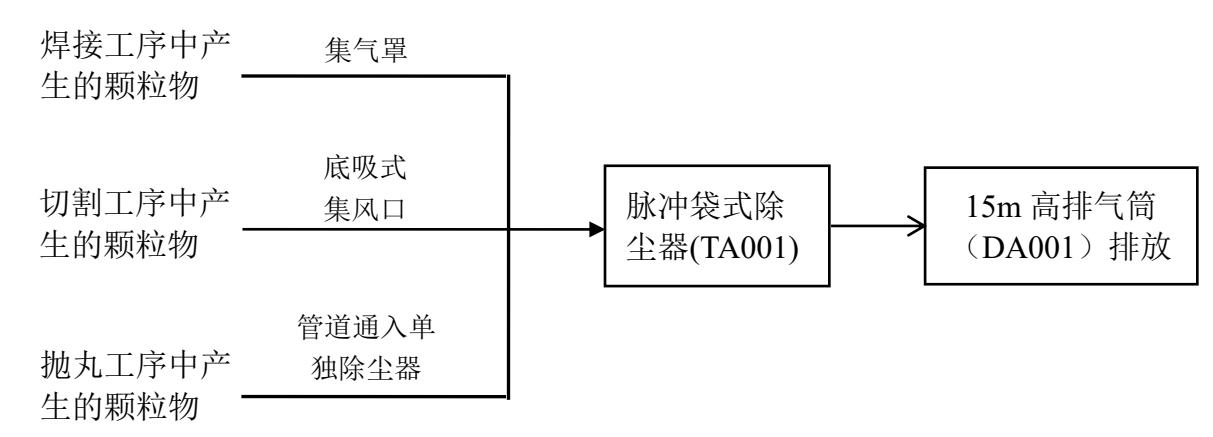 焊接工序中产
生的颗粒物
集气罩
切割工序中产
生的颗粒物
底吸式
集风口
抛丸工序中产
生的颗粒物
管道通入单
独除尘器
脉冲袋式除
尘器(TA001)
15m 高排气筒
（DA001）排放